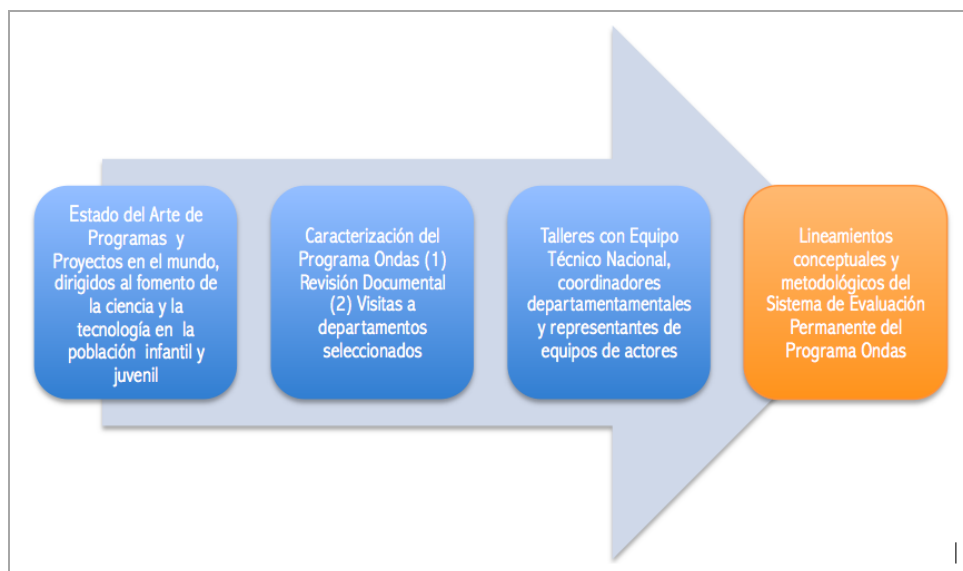 Estado del Arte de
Programas y
Proyectos en el mundo,
dirigidos al fomento de
la ciencia y la
tecnología en la
población infantil y
juvenil
Caracterización del
Programa Ondas (1)
Revisión Documental
(2) Visitas a
departamentos
seleccionados
Talleres con Equipo
Técnico Nacional,
coordinadores
departamentamentales
y representantes de
equipos de actores
Lineamientos
conceptuales y
metodológicos del
Sistema de Evaluación
Permanente del
Programa Ondas